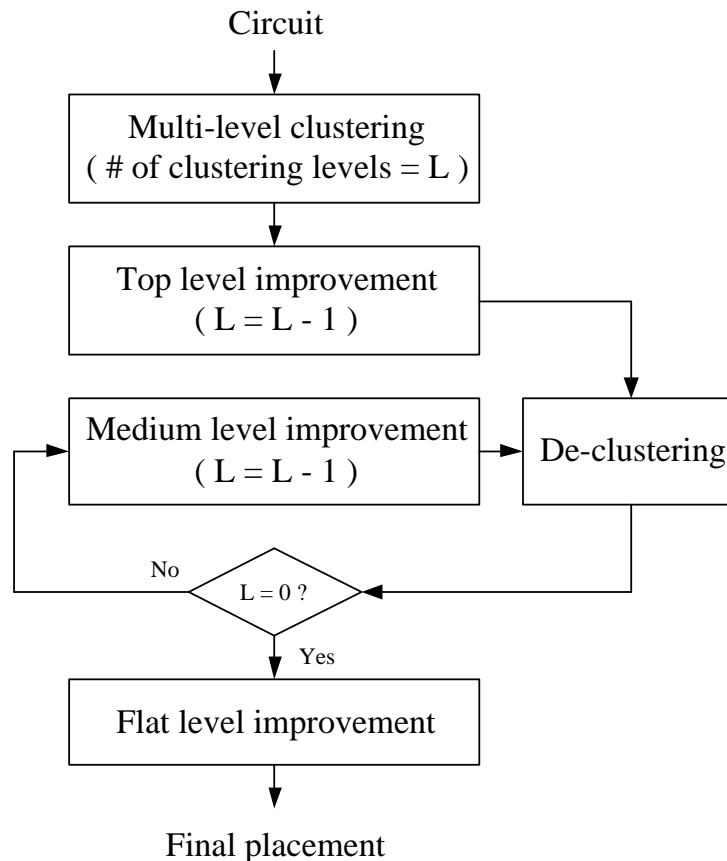 Circuit
Multi-level clustering
( # of clustering levels = L )
Top level improvement
( L = L - 1 )
Medium level improvement
( L = L - 1 )
De-clustering
No
L = 0 ?
Yes
Flat level improvement
Final placement